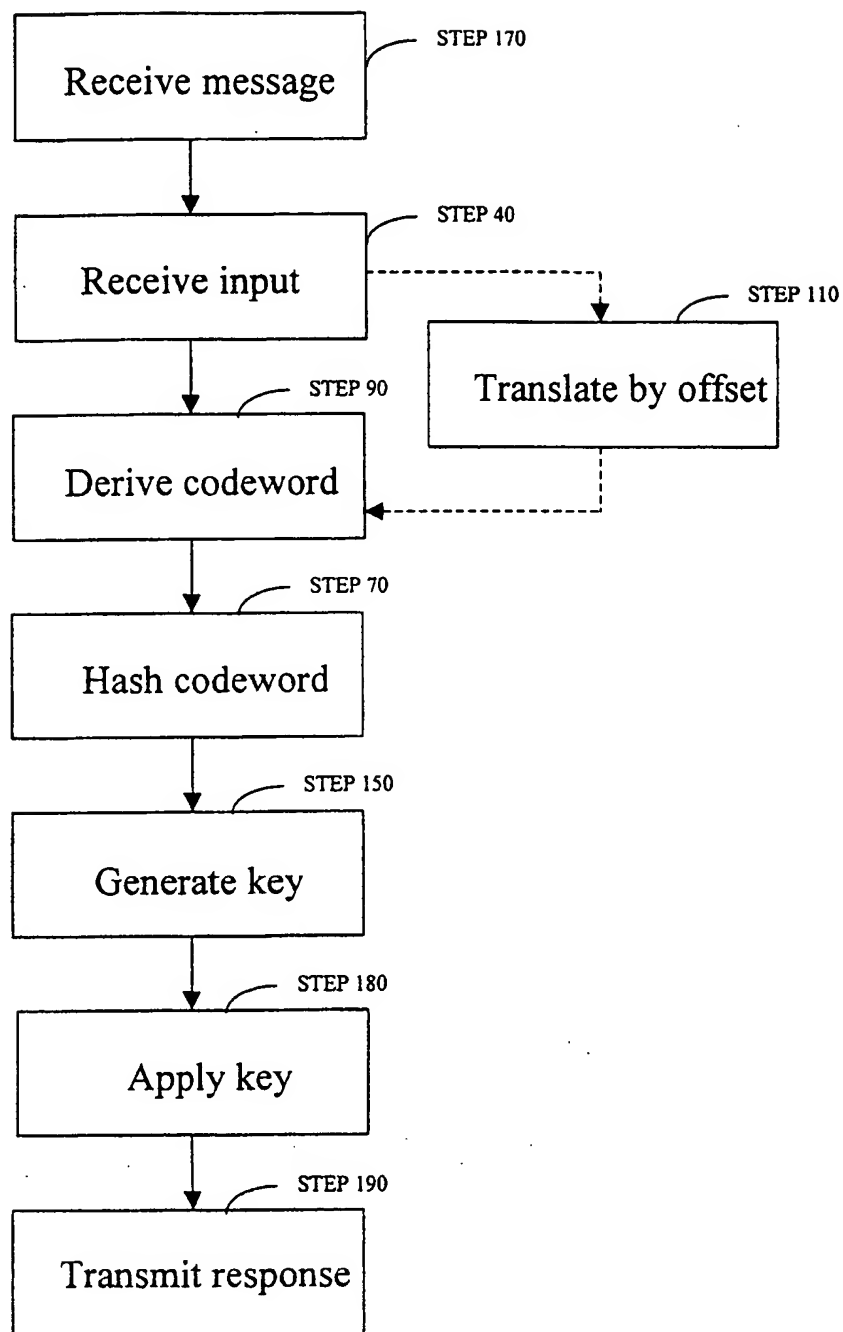 STEP 170
Receive message
STEP 40
Receive input
STEP 110
Translate by offset
STEP 90
Derive codeword
STEP 70
Hash codeword
STEP 150
Generate key
STEP 180
Apply key
STEP 190
Transmit response